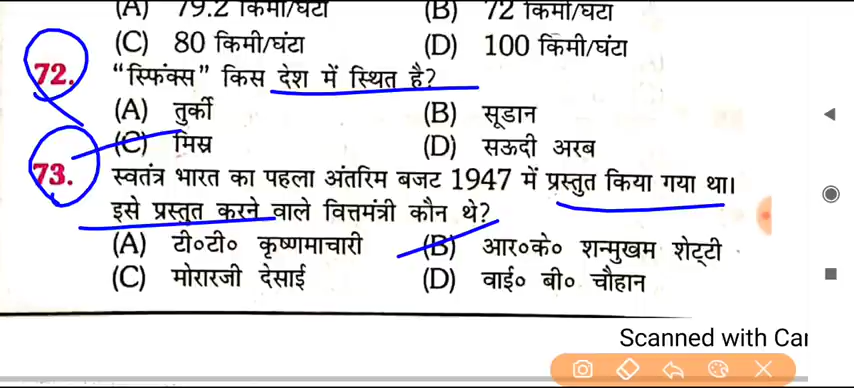 (A) 79.2 किमी/घंटा (B) 72 किमी/घंटा
(C) 80 किमी/घंटा (D) 100 किमी/घंटा
72. “स्फिंक्स” किस देश में स्थित है?
(A) तुर्की (B) सूडान
(C) मिस्र (D) सऊदी अरब
73. स्वतंत्र भारत का पहला अंतरिम बजट 1947 में प्रस्तुत किया गया था।
इसे प्रस्तुत करने वाले वित्तमंत्री कौन थे?
(A) टी०टी० कृष्णमाचारी (B) आर०के० शन्मुखम शेट्टी
(C) मोरारजी देसाई (D) वाई० बी० चौहान
Scanned with Ca